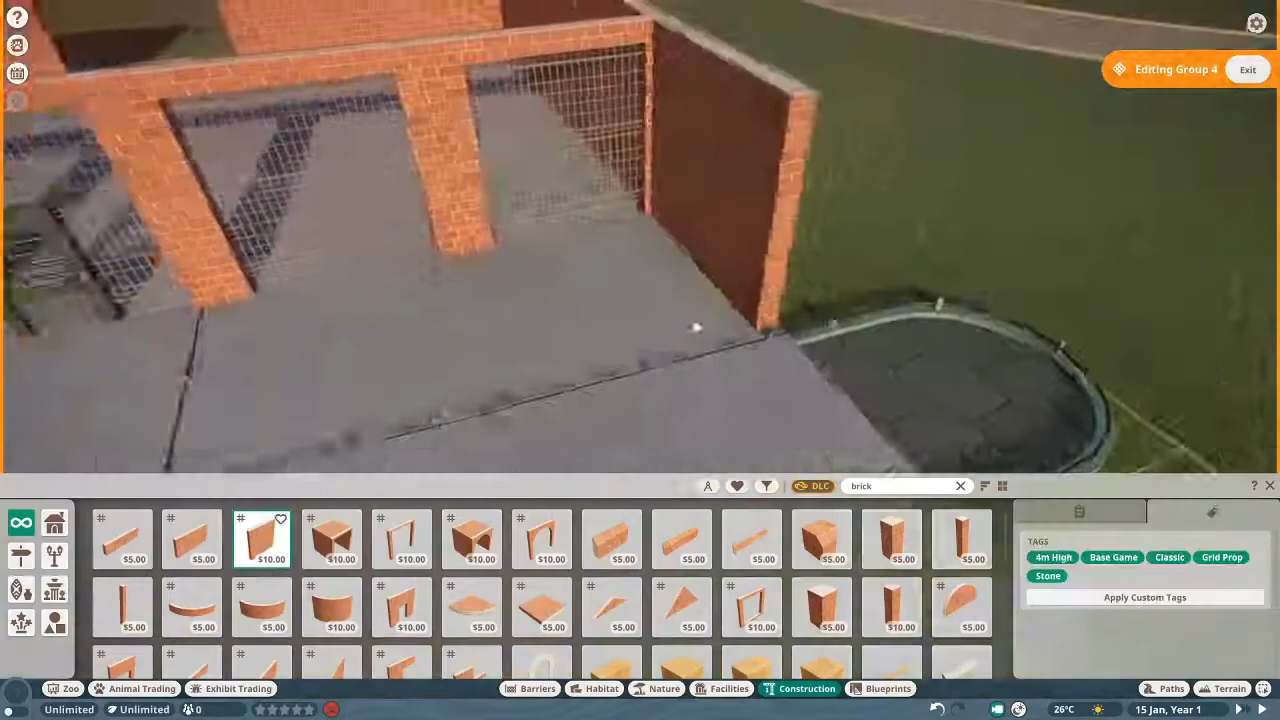 ?
Editing Group 4 Exit
DLC brick
?
$5.00 $5.00 $10.00 $10.00 $10.00 $10.00 $10.00 $5.00 $5.00 $5.00 $5.00 $5.00 $5.00
TAGS
4m High Base Game Classic Grid Prop
Stone
Apply Custom Tags
$5.00 $5.00 $5.00 $10.00 $10.00 $5.00 $5.00 $5.00 $5.00 $10.00 $5.00 $10.00 $5.00
Zoo Animal Trading Exhibit Trading Barriers Habitat Nature Facilities Construction Blueprints Paths Terrain
Unlimited Unlimited 0 26°C 15 Jan, Year 1